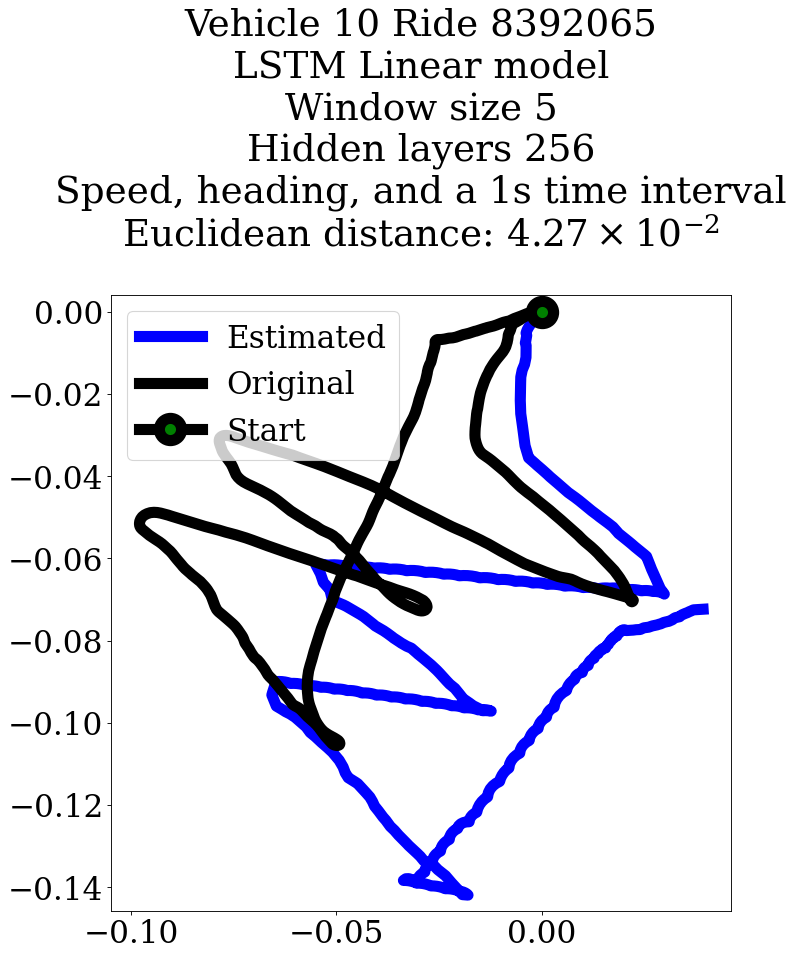 Vehicle 10 Ride 8392065
LSTM Linear model
Window size 5
Hidden layers 256
Speed, heading, and a 1s time interval
Euclidean distance: 4.27 × 10⁻²
Estimated
Original
Start
0.00
−0.02
−0.04
−0.06
−0.08
−0.10
−0.12
−0.14
−0.10
−0.05
0.00